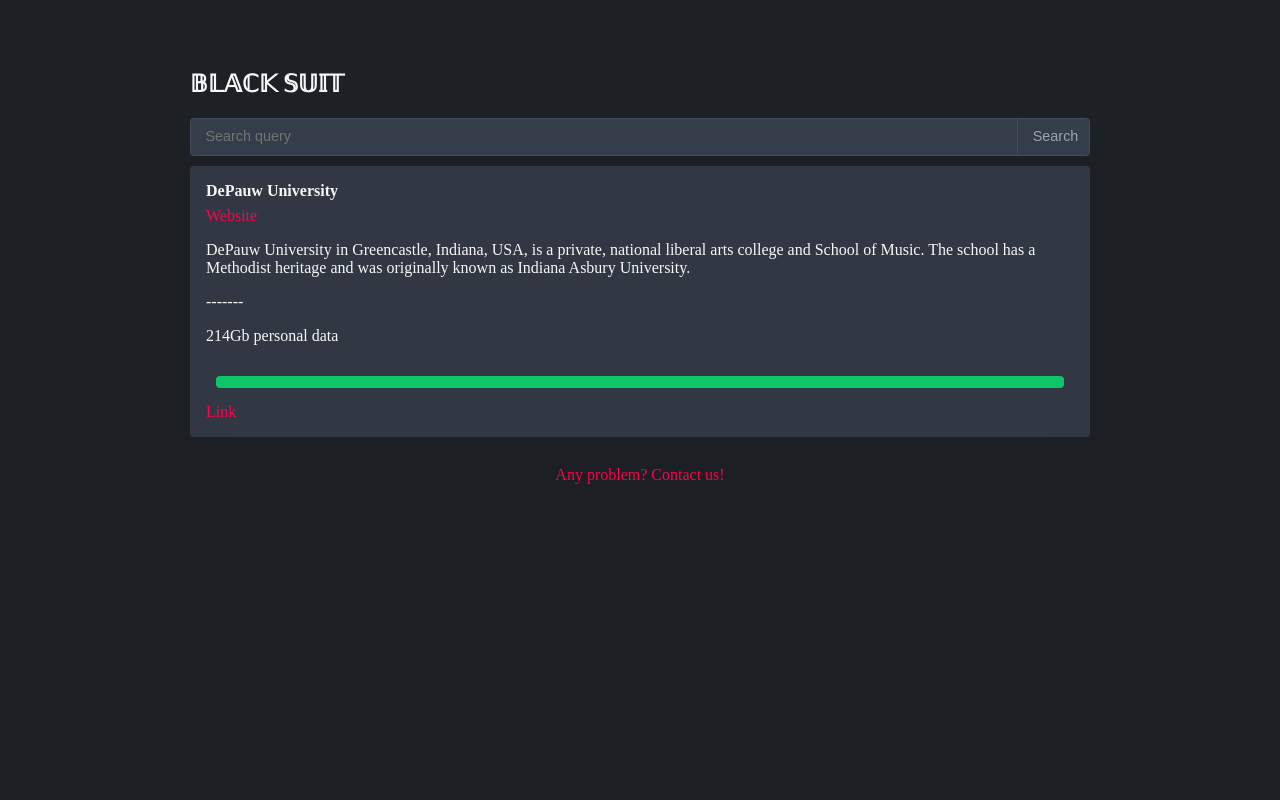 BLACK SUIT
Search query
Search
DePauw University
Website
DePauw University in Greencastle, Indiana, USA, is a private, national liberal arts college and School of Music. The school has a
Methodist heritage and was originally known as Indiana Asbury University.
-------
214Gb personal data
Link
Any problem? Contact us!